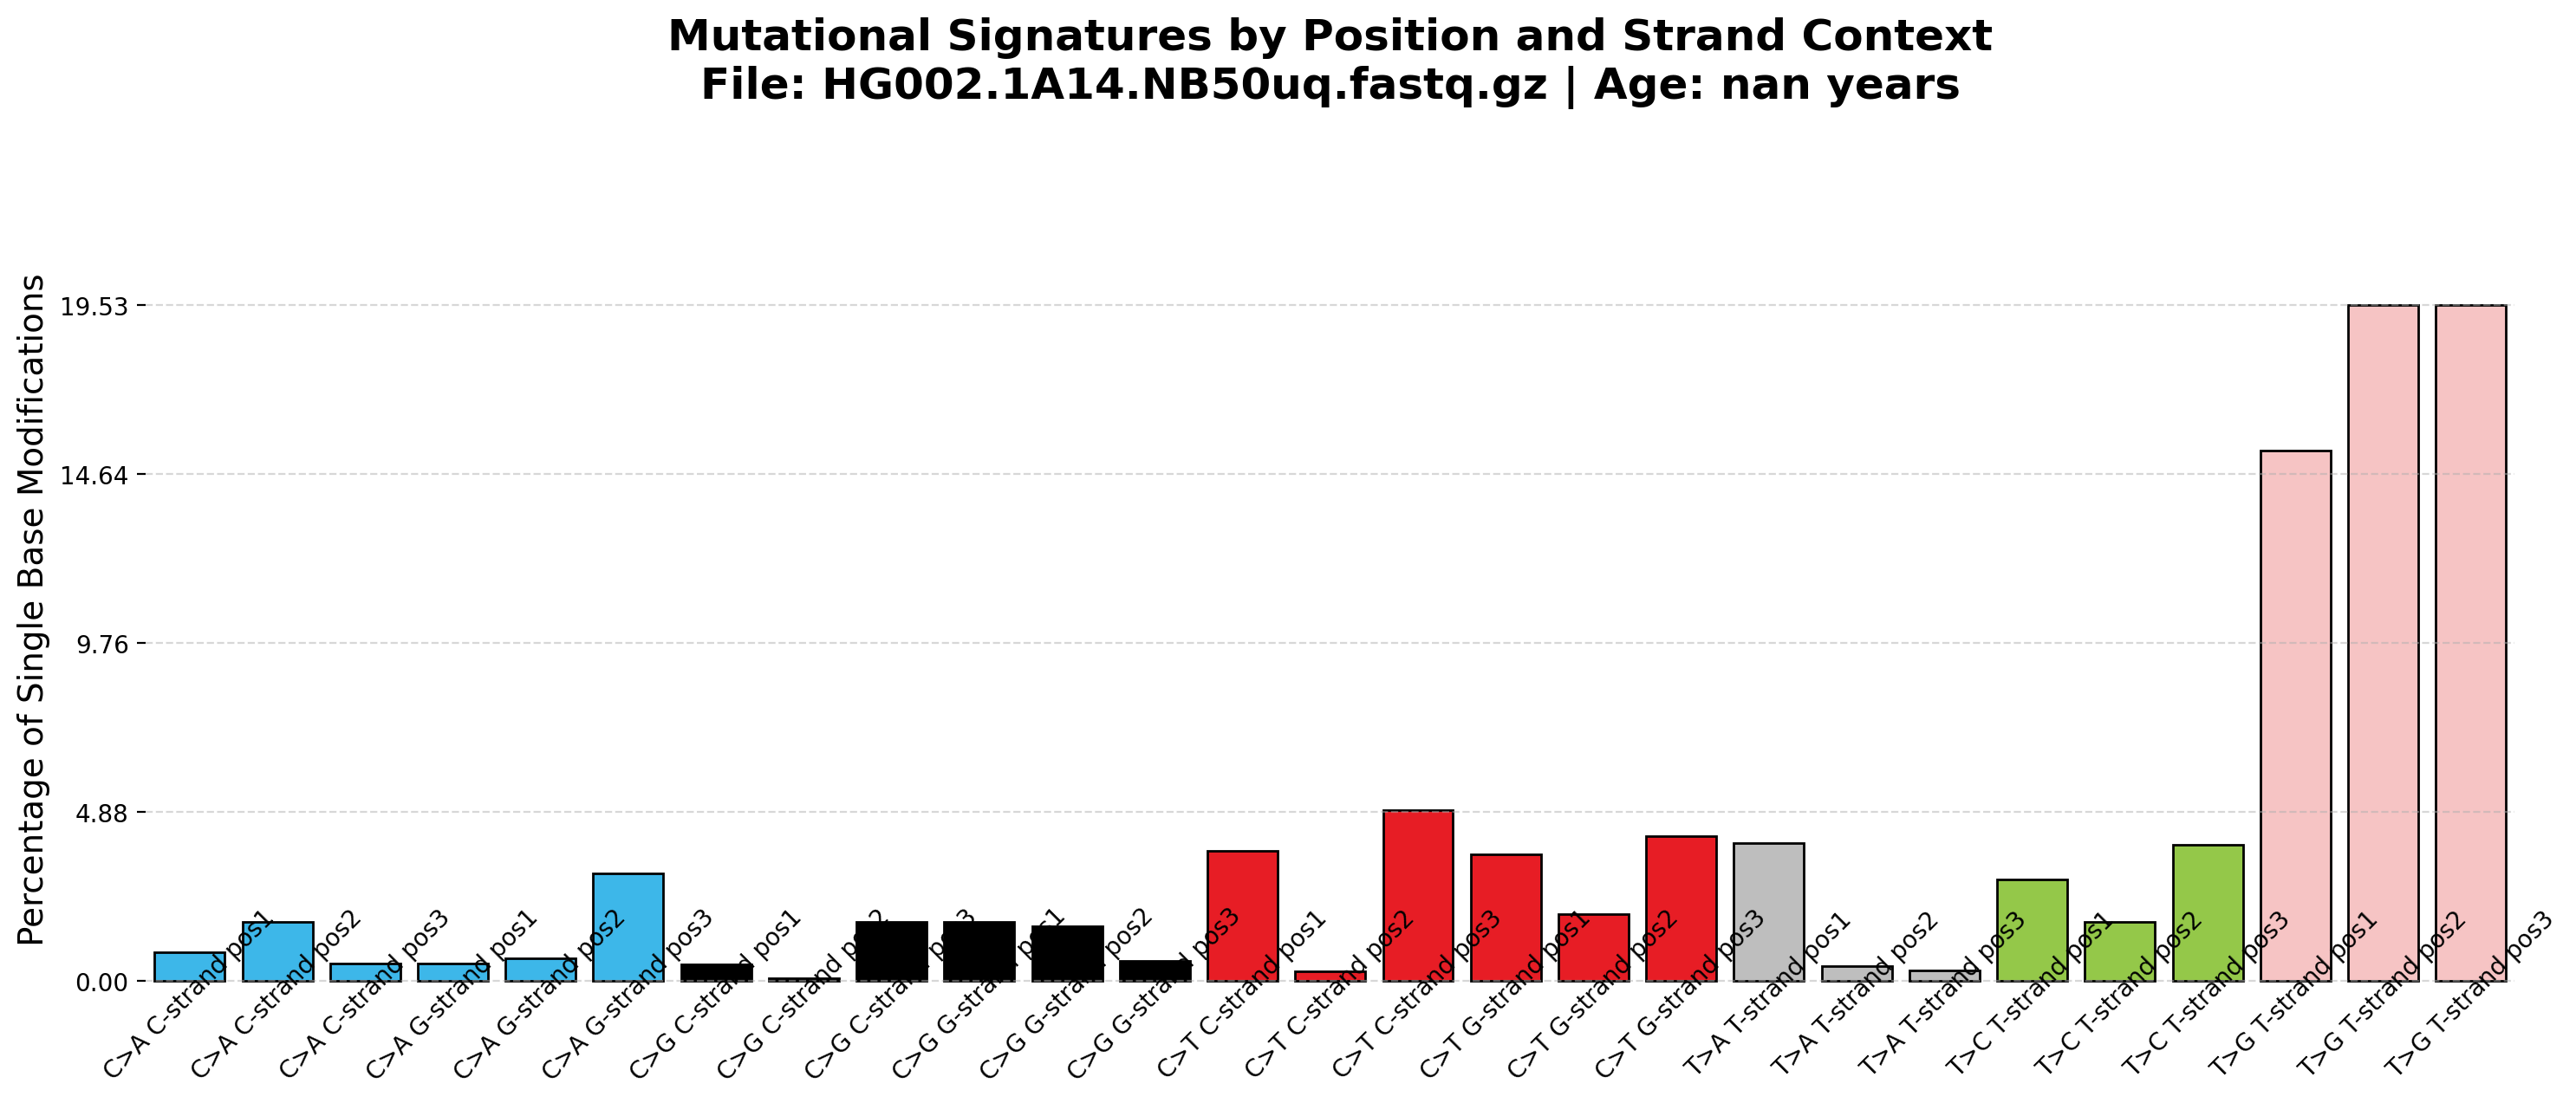 Mutational Signatures by Position and Strand Context
File: HG002.1A14.NB50uq.fastq.gz | Age: nan years
Percentage of Single Base Modifications
19.53
14.64
9.76
4.88
0.00
C>A C-strand pos1
C>A C-strand pos2
C>A C-strand pos3
C>A G-strand pos1
C>A G-strand pos2
C>A G-strand pos3
C>G C-strand pos1
C>G C-strand pos2
C>G C-strand pos3
C>G G-strand pos1
C>G G-strand pos2
C>G G-strand pos3
C>T C-strand pos1
C>T C-strand pos2
C>T C-strand pos3
C>T G-strand pos1
C>T G-strand pos2
C>T G-strand pos3
T>A T-strand pos1
T>A T-strand pos2
T>A T-strand pos3
T>C T-strand pos1
T>C T-strand pos2
T>C T-strand pos3
T>G T-strand pos1
T>G T-strand pos2
T>G T-strand pos3